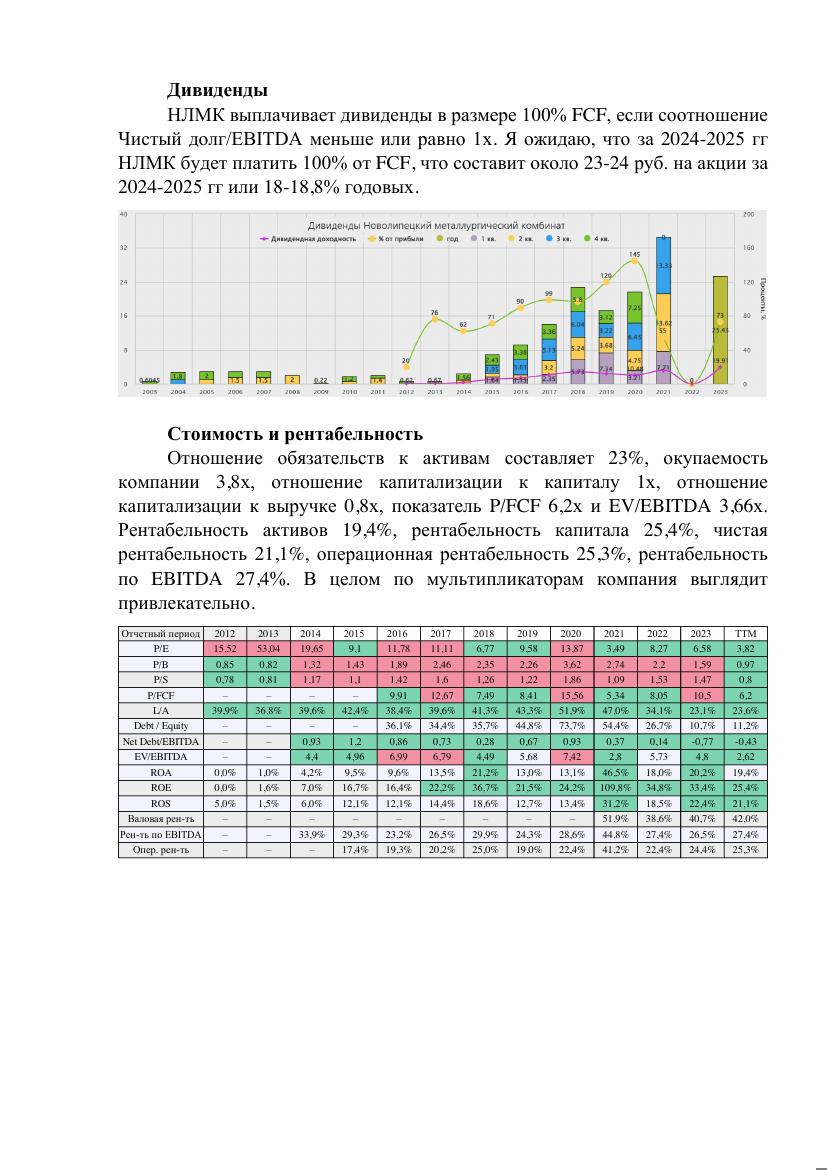 Дивиденды
НЛМК выплачивает дивиденды в размере 100% FCF, если соотношение
Чистый долг/EBITDA меньше или равно 1х. Я ожидаю, что за 2024-2025 гг
НЛМК будет платить 100% от FCF, что составит около 23-24 руб. на акции за
2024-2025 гг или 18-18,8% годовых.
Дивиденды Новолипецкий металлургический комбинат
Дивидендная доходность % от прибыли год 1 кв. 2 кв. 3 кв. 4 кв.
40 200
32 160
24 120
16 80
8 40
0 0
Проценты, %
145
120
99
90
76
71
62
20
0.6045 1.8 2 1.5 1.5 2 0.22 1.2 1.4 0.62 0.67 1.56
2.43 1.95 1.64
3.38 3.63
3.36 5.13 3.2 2.35
5.8 6.04 5.24 5.73
3.12 3.22 3.68 7.34
7.25 6.43 4.75 3.21
13.33 13.62 55 7.71
0
73 25.43
2004 2005 2006 2007 2008 2009 2010 2011 2012 2013 2014 2015 2016 2017 2018 2019 2020 2021 2022 2023
Стоимость и рентабельность
Отношение обязательств к активам составляет 23%, окупаемость
компании 3,8х, отношение капитализации к капиталу 1х, отношение
капитализации к выручке 0,8х, показатель P/FCF 6,2х и EV/EBITDA 3,66х.
Рентабельность активов 19,4%, рентабельность капитала 25,4%, чистая
рентабельность 21,1%, операционная рентабельность 25,3%, рентабельность
по EBITDA 27,4%. В целом по мультипликаторам компания выглядит
привлекательно.
Отчетный период 2012 2013 2014 2015 2016 2017 2018 2019 2020 2021 2022 2023 TTM
P/E 15,52 53,04 19,65 9,1 11,78 11,11 6,77 9,58 13,87 3,49 8,27 6,58 3,82
P/B 0,85 0,82 1,32 1,43 1,89 2,46 2,35 2,26 3,62 2,74 2,2 1,59 0,97
P/S 0,78 0,81 1,17 1,1 1,42 1,6 1,26 1,22 1,86 1,09 1,53 1,47 0,8
P/FCF – – – – 9,91 12,67 7,49 8,41 15,56 5,34 8,05 10,5 6,2
L/A 39,9% 36,8% 39,6% 42,4% 38,4% 39,6% 41,3% 43,3% 51,9% 47,0% 34,1% 23,1% 23,6%
Debt / Equity – – – – 36,1% 34,4% 35,7% 44,8% 73,7% 54,4% 26,7% 10,7% 11,2%
Net Debt/EBITDA – – 0,93 1,2 0,86 0,73 0,28 0,67 0,93 0,37 0,14 -0,77 -0,43
EV/EBITDA – – 4,4 4,96 6,99 6,79 4,49 5,68 7,42 2,8 5,73 4,8 2,62
ROA 0,0% 1,0% 4,2% 9,5% 9,6% 13,5% 21,2% 13,0% 13,1% 46,5% 18,0% 20,2% 19,4%
ROE 0,0% 1,6% 7,0% 16,7% 16,4% 22,2% 36,7% 21,5% 24,2% 109,8% 34,8% 33,4% 25,4%
ROS 5,0% 1,5% 6,0% 12,1% 12,1% 14,4% 18,6% 12,7% 13,4% 31,2% 18,5% 22,4% 21,1%
Валовая рен-ть – – – – – – – – – 51,9% 38,6% 40,7% 42,0%
Рен-ть по EBITDA – – 33,9% 29,3% 23,2% 26,5% 29,9% 24,3% 28,6% 44,8% 27,4% 26,5% 27,4%
Опер. рен-ть – – – 17,4% 19,3% 20,2% 25,0% 19,0% 22,4% 41,2% 22,4% 24,4% 25,3%